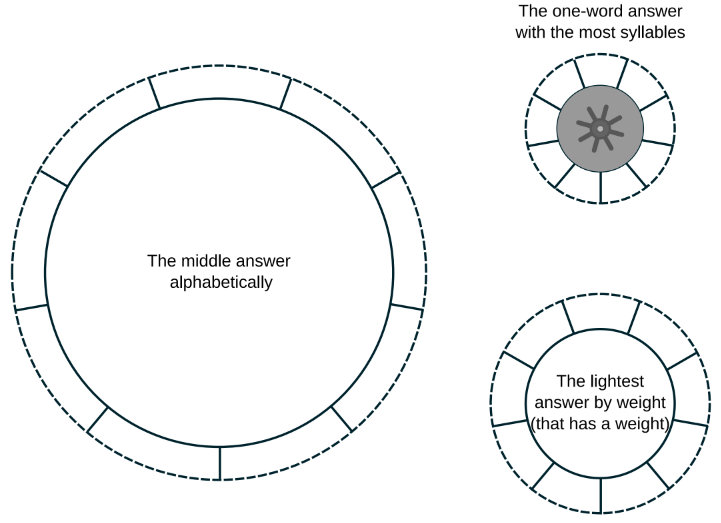 The one-word answer
with the most syllables
The middle answer
alphabetically
The lightest
answer by weight
(that has a weight)